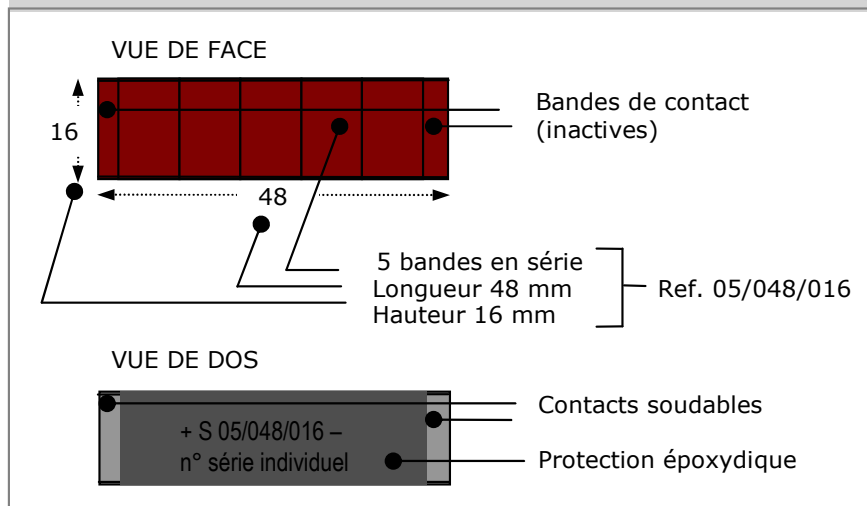 VUE DE FACE
Bandes de contact
(inactives)
16
48
5 bandes en série
Longueur 48 mm
Hauteur 16 mm
Ref. 05/048/016
VUE DE DOS
Contacts soudables
+ S 05/048/016 –
n° série individuel
Protection époxydique